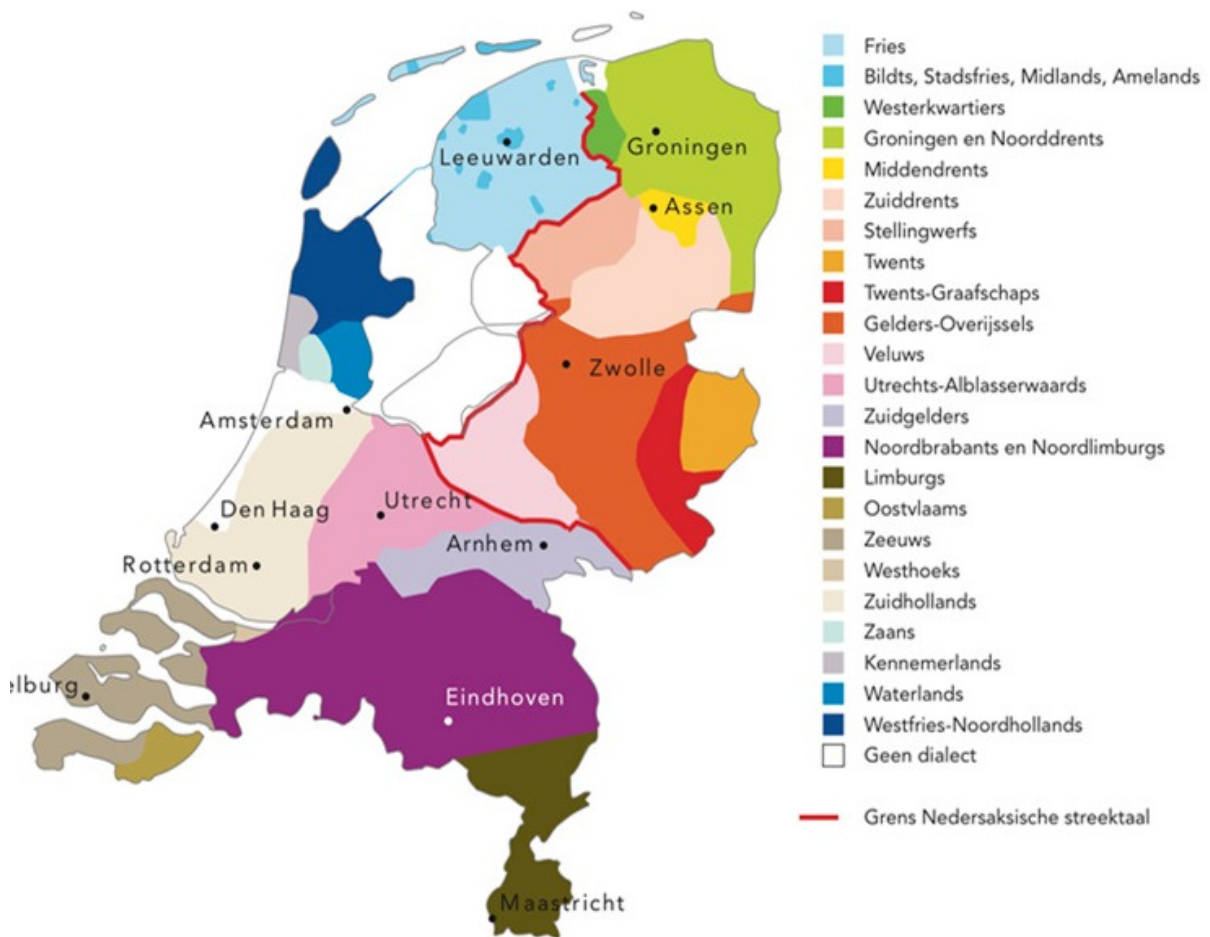 Leeuwarden
Groningen
Assen
Zwolle
Amsterdam
Den Haag
Utrecht
Arnhem
Rotterdam
elburg
Eindhoven
Maastricht
Fries
Bildts, Stadsfries, Midlands, Amelands
Westerkwartiers
Groningen en Noorddrents
Middendrents
Zuiddrents
Stellingwerfs
Twents
Twents-Graafschaps
Gelders-Overijssels
Veluws
Utrechts-Alblasserwaards
Zuidgelders
Noordbrabants en Noordlimburgs
Limburgs
Oostvlaams
Zeeuws
Westhoeks
Zuidhollands
Zaans
Kennemerlands
Waterlands
Westfries-Noordhollands
Geen dialect
Grens Nedersaksische streektaal